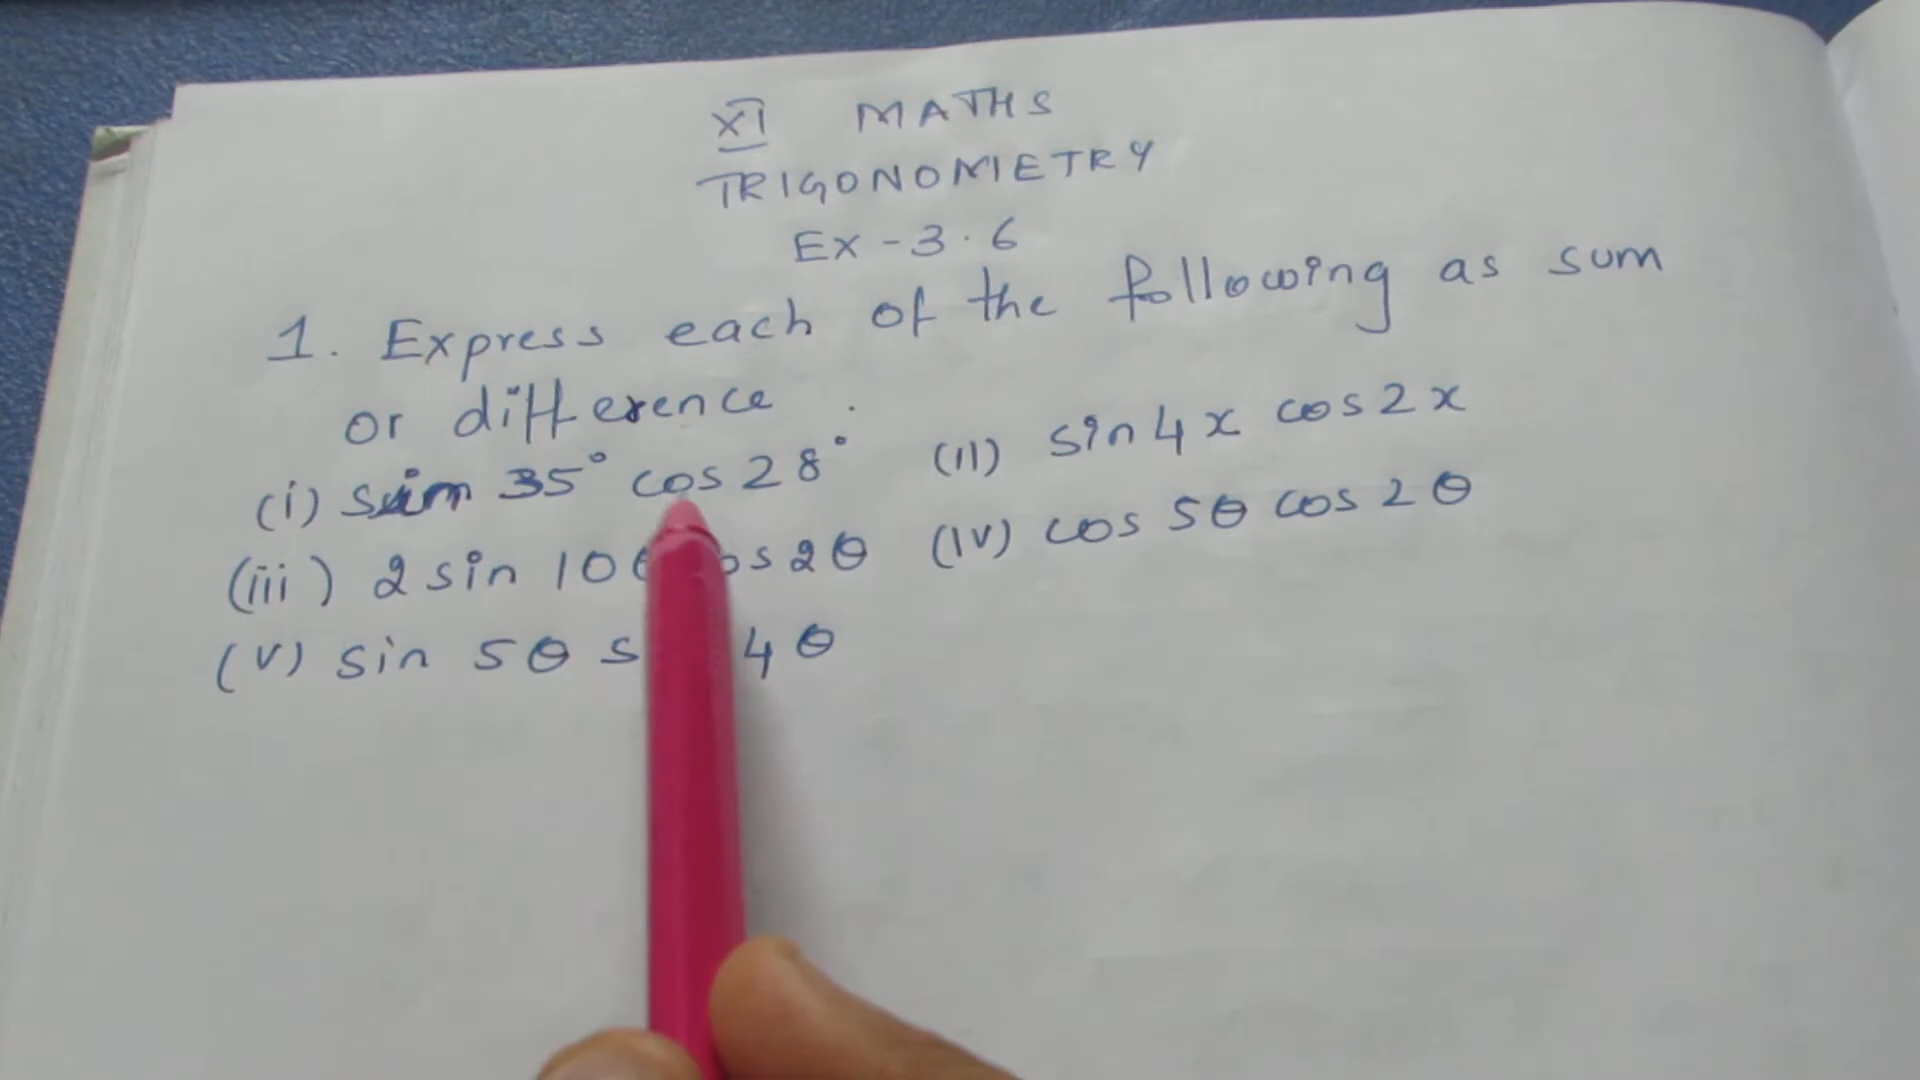 XI MATHS
TRIGONOMETRY
Ex-3.6
1. Express each of the following as sum
or difference
(i) sin 35° cos 28° (ii) sin 4x cos 2x
(iii) 2 sin 10 2θ (iv) cos 5θ cos 2θ
(v) sin 5θ 4θ